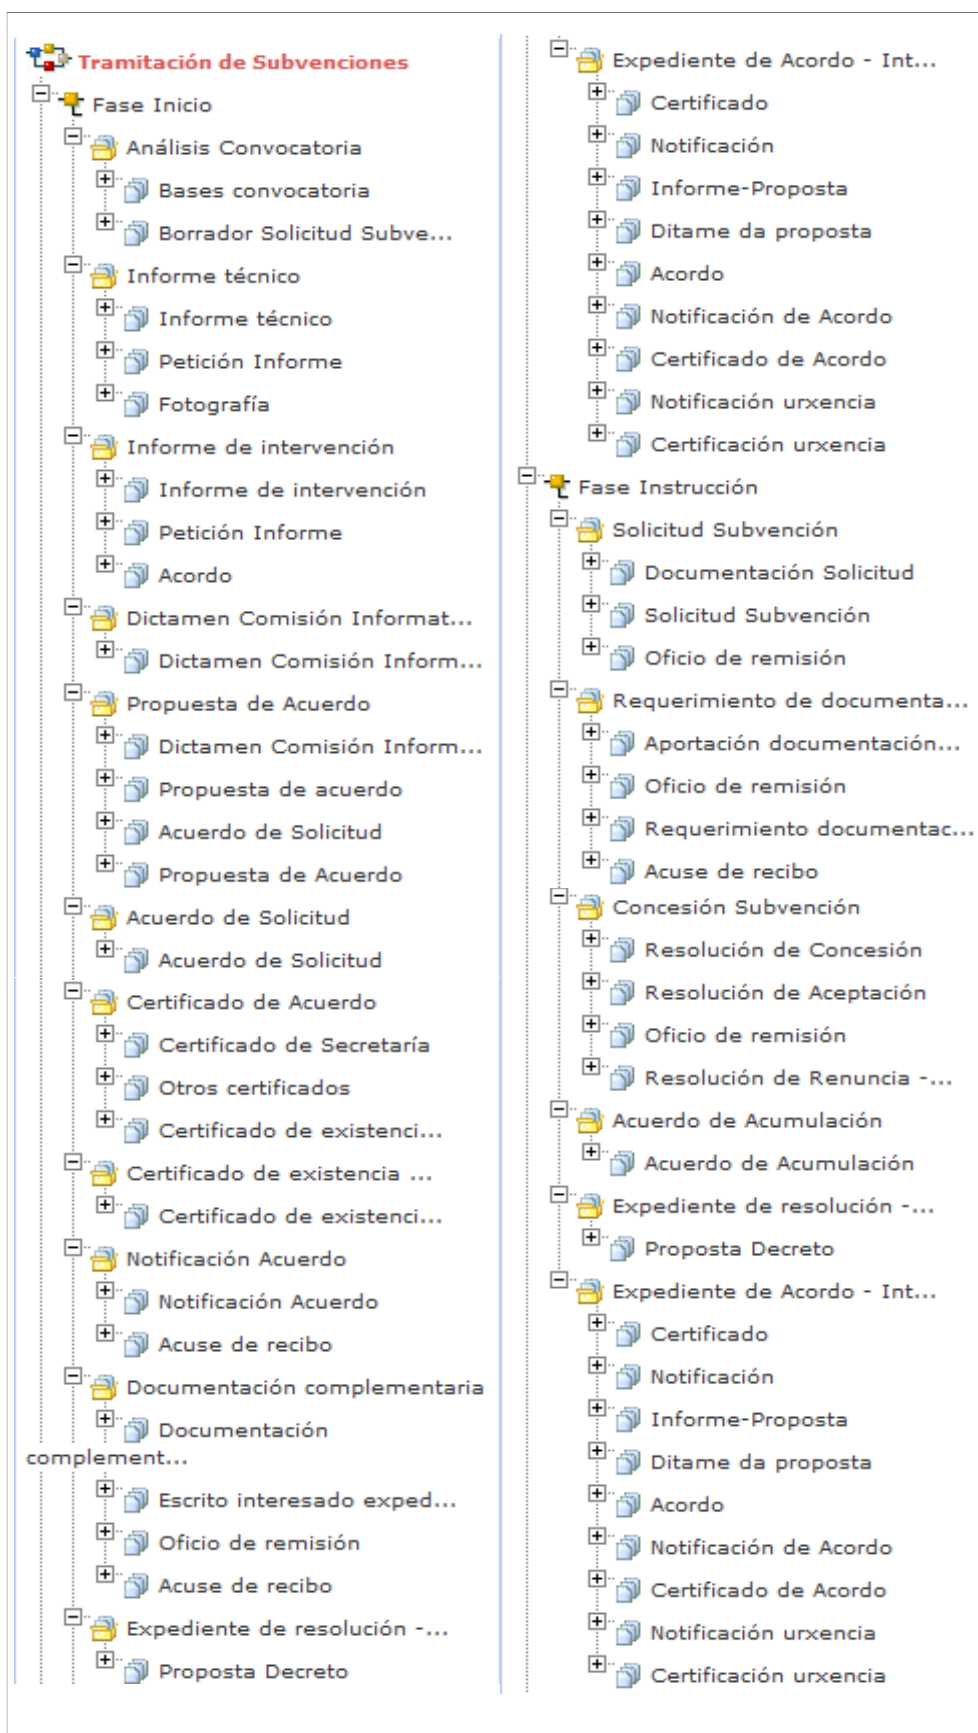 Tramitación de Subvenciones
Fase Inicio
Análisis Convocatoria
Bases convocatoria
Borrador Solicitud Subve...
Informe técnico
Informe técnico
Petición Informe
Fotografía
Informe de intervención
Informe de intervención
Petición Informe
Acordo
Dictamen Comisión Informat...
Dictamen Comisión Inform...
Propuesta de Acuerdo
Dictamen Comisión Inform...
Propuesta de acuerdo
Acuerdo de Solicitud
Propuesta de Acuerdo
Acuerdo de Solicitud
Acuerdo de Solicitud
Certificado de Acuerdo
Certificado de Secretaría
Otros certificados
Certificado de existenci...
Certificado de existencia ...
Certificado de existenci...
Notificación Acuerdo
Notificación Acuerdo
Acuse de recibo
Documentación complementaria
Documentación
complement...
Escrito interesado exped...
Oficio de remisión
Acuse de recibo
Expediente de resolución -...
Proposta Decreto
Expediente de Acordo - Int...
Certificado
Notificación
Informe-Proposta
Ditame da proposta
Acordo
Notificación de Acordo
Certificado de Acordo
Notificación urxencia
Certificación urxencia
Fase Instrucción
Solicitud Subvención
Documentación Solicitud
Solicitud Subvención
Oficio de remisión
Requerimiento de documenta...
Aportación documentación...
Oficio de remisión
Requerimiento documentac...
Acuse de recibo
Concesión Subvención
Resolución de Concesión
Resolución de Aceptación
Oficio de remisión
Resolución de Renuncia -...
Acuerdo de Acumulación
Acuerdo de Acumulación
Expediente de resolución -...
Proposta Decreto
Expediente de Acordo - Int...
Certificado
Notificación
Informe-Proposta
Ditame da proposta
Acordo
Notificación de Acordo
Certificado de Acordo
Notificación urxencia
Certificación urxencia